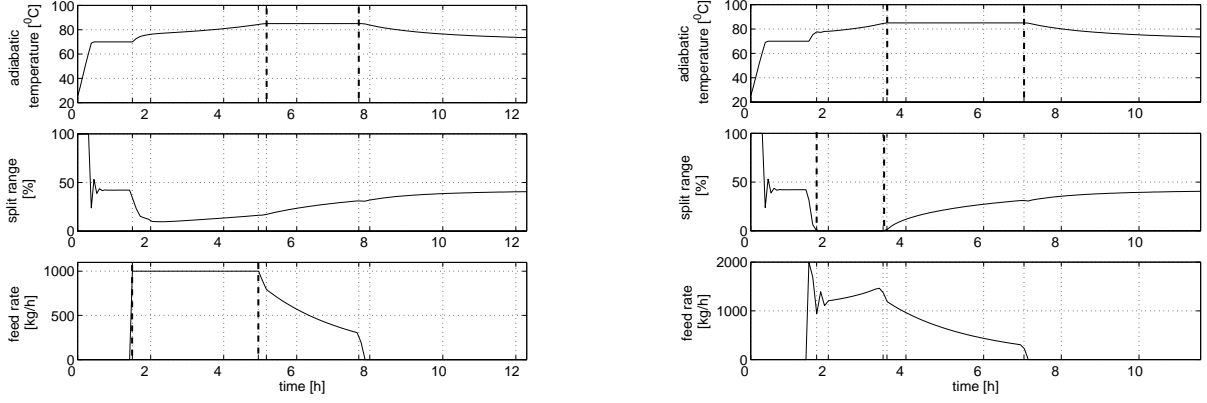 adiabatic
temperature [⁰C]
100
80
60
40
20
0 2 4 6 8 10 12
split range
[%]
100
50
0
0 2 4 6 8 10 12
feed rate
[kg/h]
1000
500
0
0 2 4 6 8 10 12
time [h]
adiabatic
temperature [⁰C]
100
80
60
40
20
0 2 4 6 8 10
split range
[%]
100
50
0
0 2 4 6 8 10
feed rate
[kg/h]
2000
1000
0
0 2 4 6 8 10
time [h]